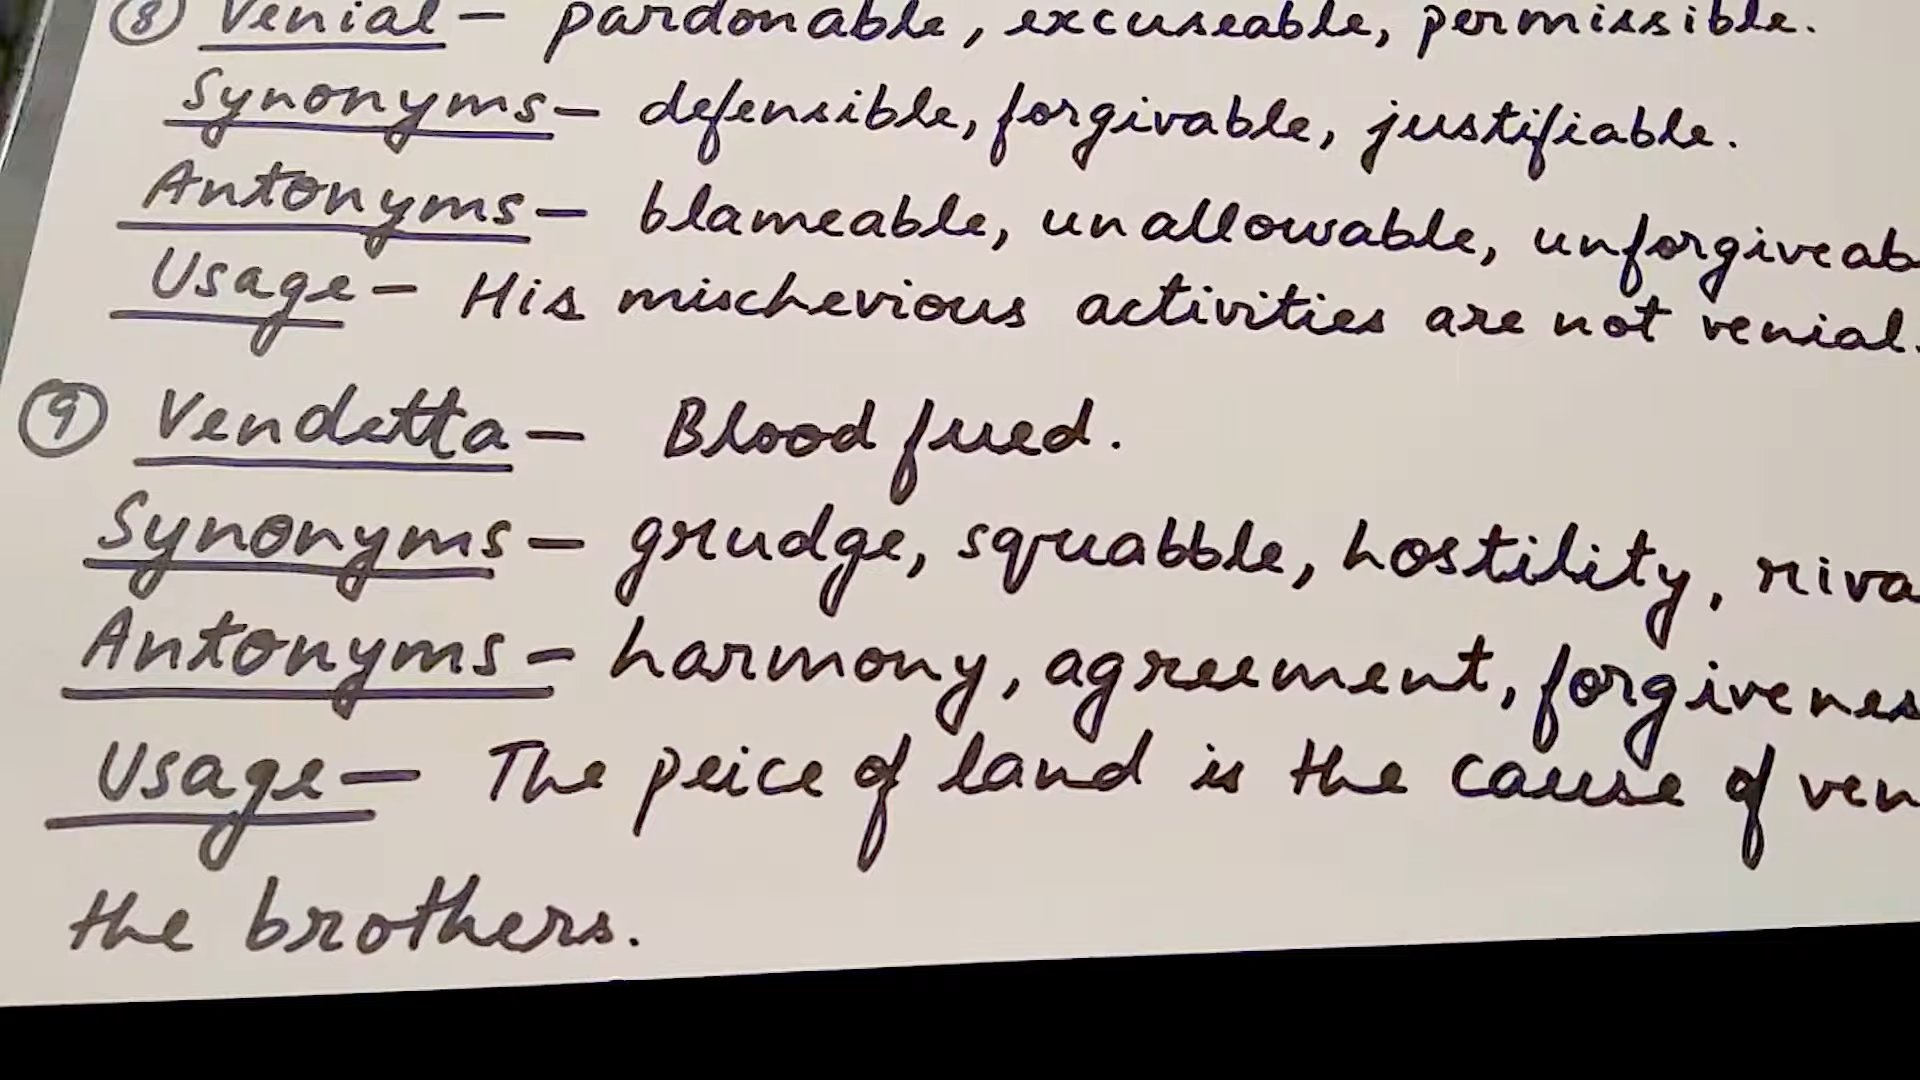 ⑧ Venial — pardonable, excuseable, permissible.
Synonyms — defensible, forgivable, justifiable.
Antonyms — blameable, unallowable, unforgiveab
Usage — His mischevious activities are not venial.
⑨ Vendetta — Blood fued.
Synonyms — grudge, squabble, hostility, riva
Antonyms — harmony, agreement, forgivenes
Usage — The peice of land is the cause of ven
the brothers.